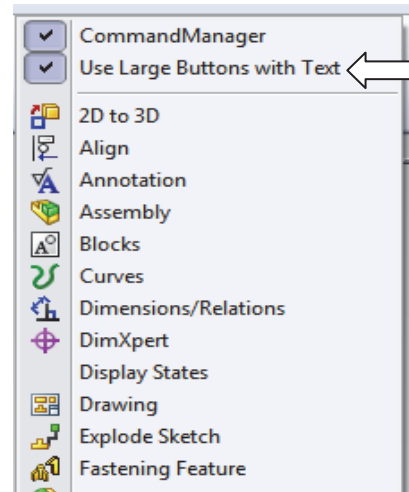 CommandManager
Use Large Buttons with Text
2D to 3D
Align
Annotation
Assembly
Blocks
Curves
Dimensions/Relations
DimXpert
Display States
Drawing
Explode Sketch
Fastening Feature